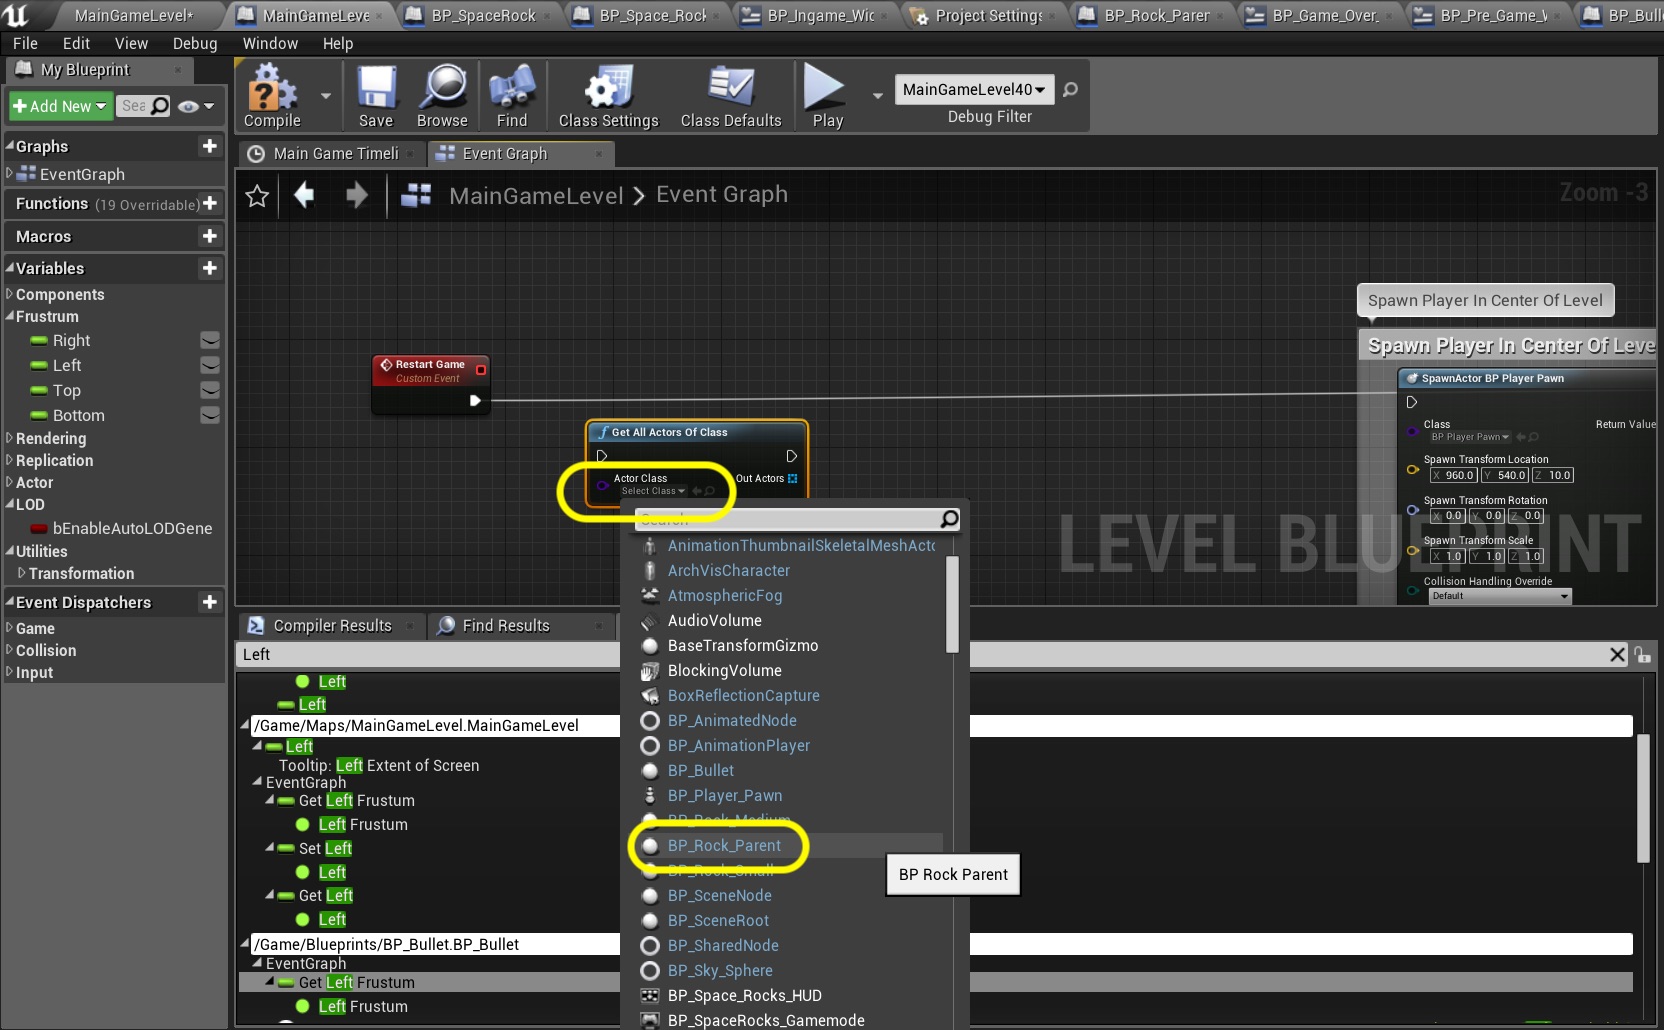 MainGameLevel*
MainGameLeve
BP_SpaceRock
BP_Space_Rock
BP_Ingame_Wic
Project Settings
BP_Rock_Parer
BP_Game_Over_
BP_Pre_Game_W
BP_Bull
File Edit View Debug Window Help
My Blueprint
Add New
Sea
Compile
Save
Browse
Find
Class Settings
Class Defaults
Play
MainGameLevel40
Debug Filter
Graphs
EventGraph
Functions (19 Overridable)
Macros
Variables
Components
Frustrum
Right
Left
Top
Bottom
Rendering
Replication
Actor
LOD
bEnableAutoLODGene
Utilities
Transformation
Event Dispatchers
Game
Collision
Input
Main Game Timeli
Event Graph
MainGameLevel > Event Graph
Zoom -3
Restart Game
Custom Event
Get All Actors Of Class
Actor Class
Select Class
Out Actors
Spawn Player In Center Of Level
Spawn Player In Center Of Leve
SpawnActor BP Player Pawn
Class
BP Player Pawn
Return Value
Spawn Transform Location
X 960.0 Y 540.0 Z 10.0
Spawn Transform Rotation
X 0.0 Y 0.0 Z 0.0
Spawn Transform Scale
X 1.0 Y 1.0 Z 1.0
Collision Handling Override
Default
LEVEL BLUEPRINT
Search
AnimationThumbnailSkeletalMeshActo
ArchVisCharacter
AtmosphericFog
AudioVolume
BaseTransformGizmo
BlockingVolume
BoxReflectionCapture
BP_AnimatedNode
BP_AnimationPlayer
BP_Bullet
BP_Player_Pawn
BP_Rock_Medium
BP_Rock_Parent
BP_Rock_Small
BP_SceneNode
BP_SceneRoot
BP_SharedNode
BP_Sky_Sphere
BP_Space_Rocks_HUD
BP_SpaceRocks_Gamemode
BP Rock Parent
Compiler Results
Find Results
Left
Left
Left
/Game/Maps/MainGameLevel.MainGameLevel
Left
Tooltip: Left Extent of Screen
EventGraph
Get Left Frustum
Left Frustum
Set Left
Left
Get Left
Left
/Game/Blueprints/BP_Bullet.BP_Bullet
EventGraph
Get Left Frustum
Left Frustum